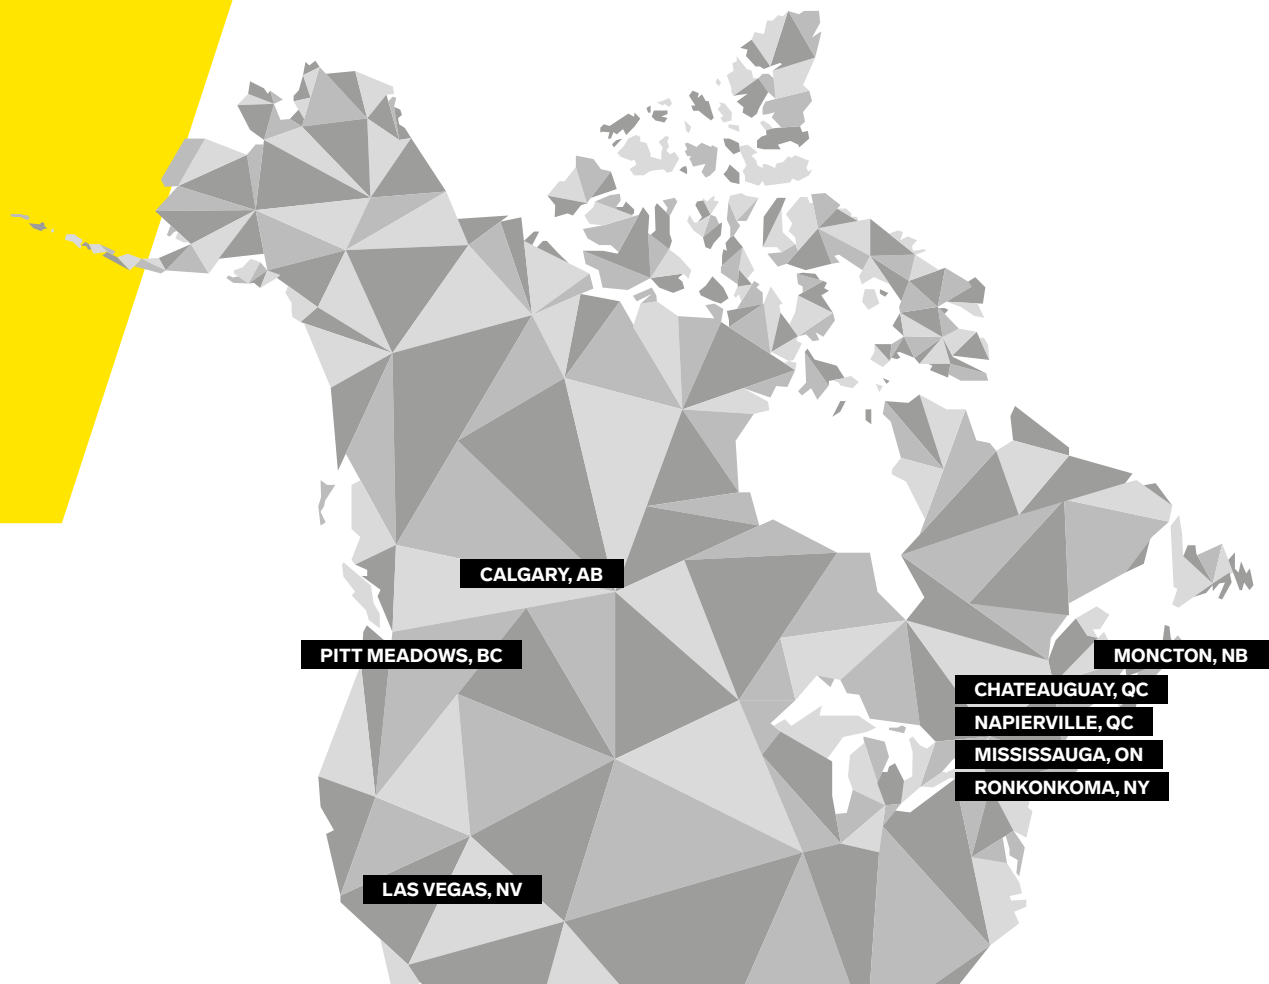 CALGARY, AB
PITT MEADOWS, BC
MONCTON, NB
CHATEAUGUAY, QC
NAPIERVILLE, QC
MISSISSAUGA, ON
RONKONKOMA, NY
LAS VEGAS, NV